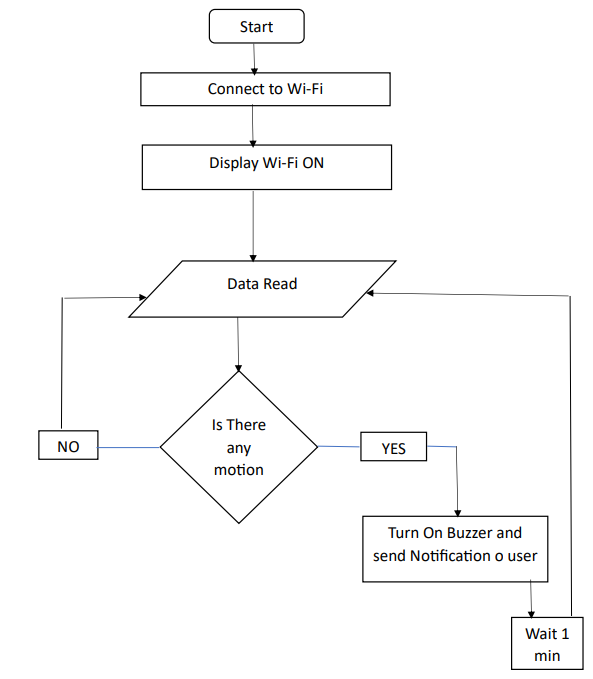 Start
Connect to Wi-Fi
Display Wi-Fi ON
Data Read
Is There
any
motion
NO
YES
Turn On Buzzer and
send Notification o user
Wait 1
min